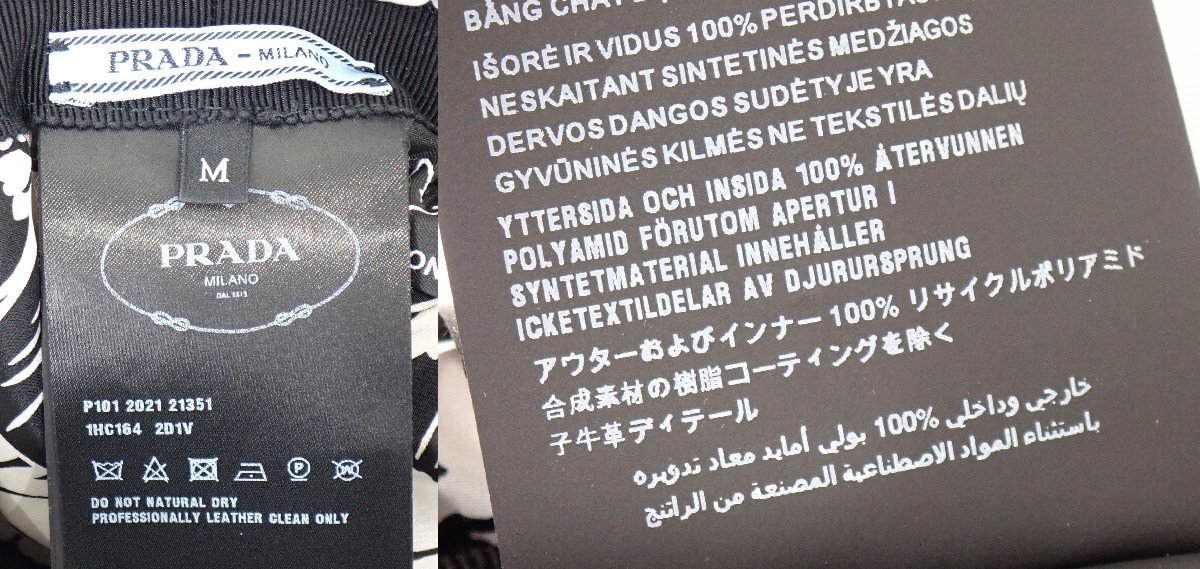 PRADA - MILANO
M
PRADA
MILANO
DAL 1913
P101 2021 21351
1HC164 2D1V
DO NOT NATURAL DRY
PROFESSIONALLY LEATHER CLEAN ONLY
IŠORĖ IR VIDUS 100% PERDIRBTAS
NESKAITANT SINTETINĖS MEDŽIAGOS
DERVOS DANGOS SUDĖTYJE YRA
GYVŪNINĖS KILMĖS NE TEKSTILĖS DALIŲ
YTTERSIDA OCH INSIDA 100% ÅTERVUNNEN
POLYAMID FÖRUTOM APERTUR I
SYNTETMATERIAL INNEHÅLLER
ICKETEXTILDELAR AV DJURURSPRUNG
アウターおよびインナー 100% リサイクルポリアミド
合成素材の樹脂コーティングを除く
子牛革ディテール
خارجي وداخلي 100% بولي أمايد معاد تدويره
باستثناء المواد الاصطناعية المصنعة من الراتنج